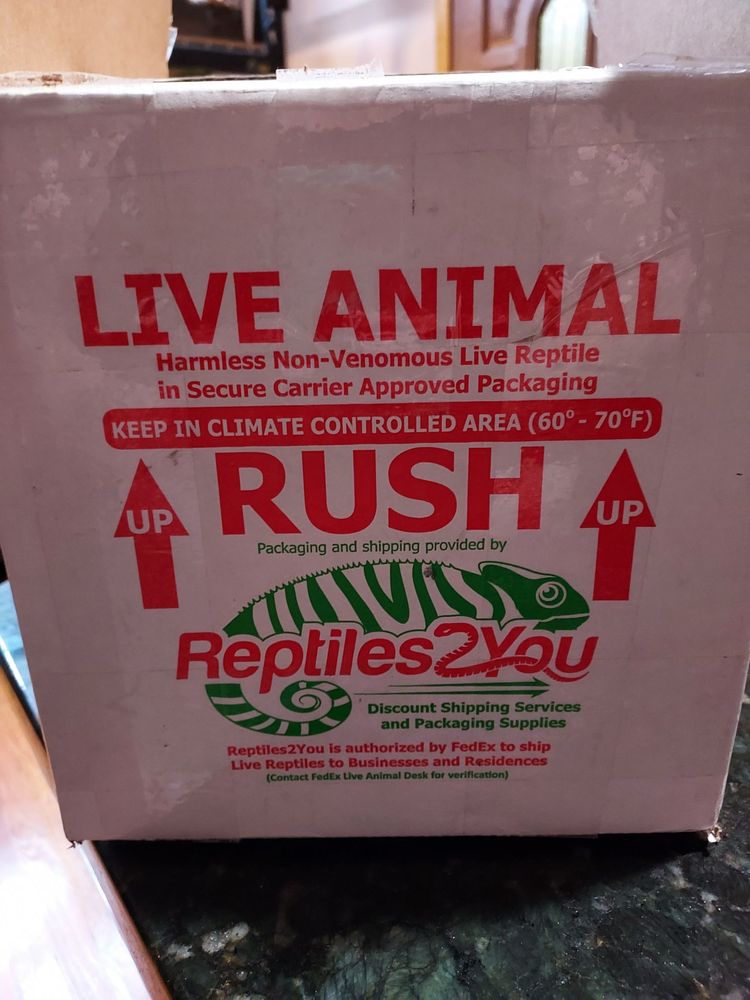 LIVE ANIMAL
Harmless Non-Venomous Live Reptile
in Secure Carrier Approved Packaging
KEEP IN CLIMATE CONTROLLED AREA (60° - 70°F)
RUSH
UP
UP
Packaging and shipping provided by
Reptiles2You
Discount Shipping Services
and Packaging Supplies
Reptiles2You is authorized by FedEx to ship
Live Reptiles to Businesses and Residences
(Contact FedEx Live Animal Desk for verification)